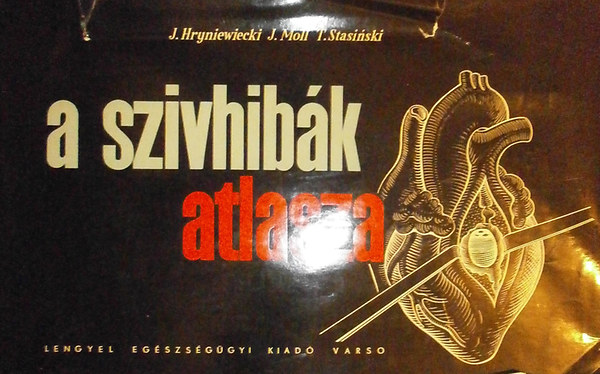 J. Hryniewiecki J. Moll T. Stasiński
a szivhibák
atlasza
LENGYEL EGÉSZSÉGÜGYI KIADÓ VARSO